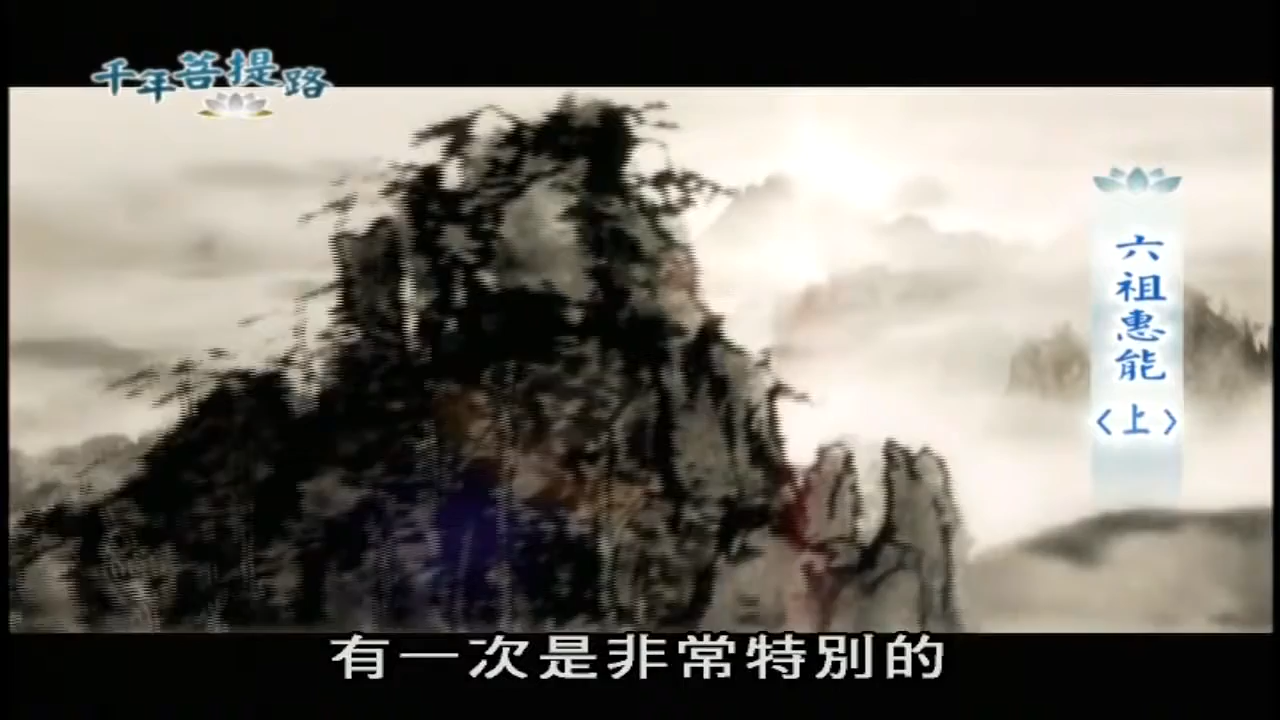 千年菩提路
六祖惠能
〈上〉
有一次是非常特別的